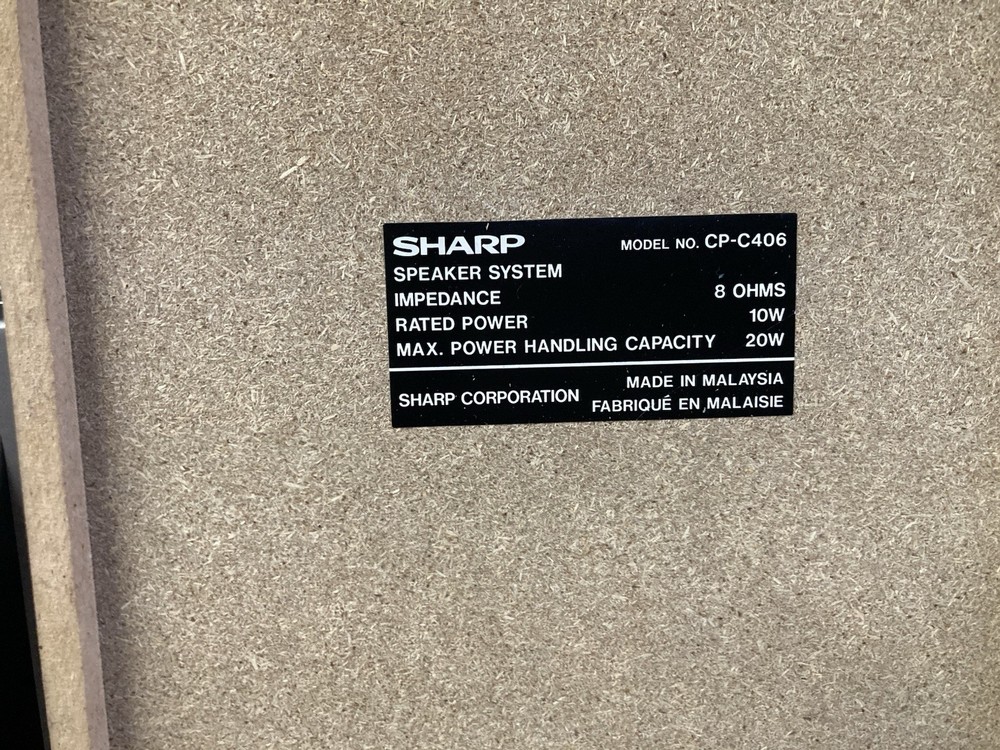 SHARP MODEL NO. CP-C406
SPEAKER SYSTEM
IMPEDANCE 8 OHMS
RATED POWER 10W
MAX. POWER HANDLING CAPACITY 20W
SHARP CORPORATION
MADE IN MALAYSIA
FABRIQUÉ EN MALAISIE